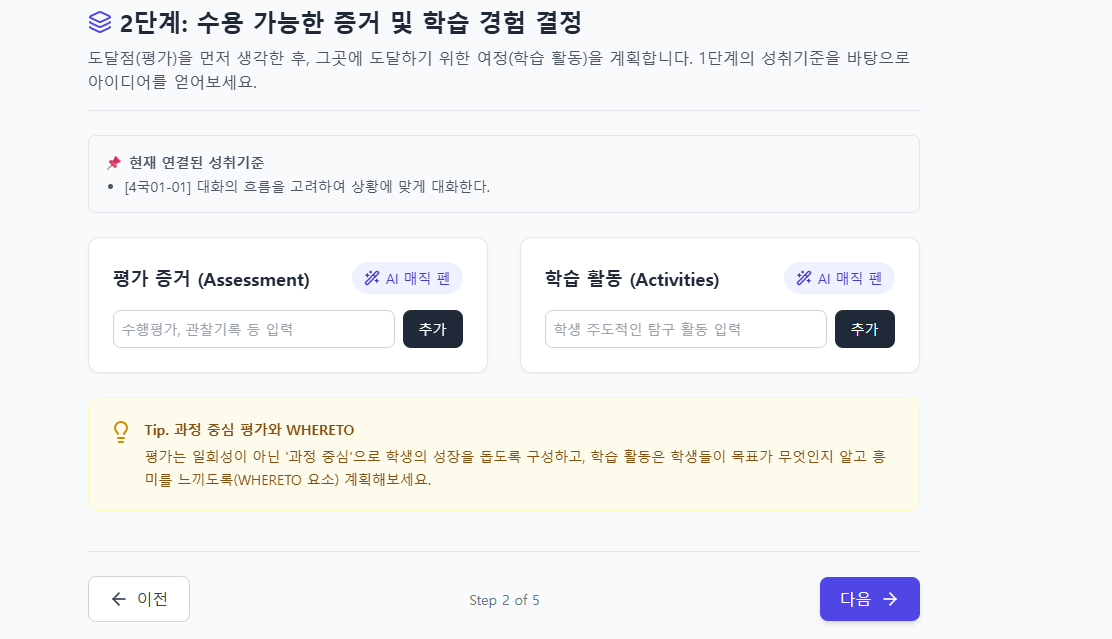 2단계: 수용 가능한 증거 및 학습 경험 결정
도달점(평가)을 먼저 생각한 후, 그곳에 도달하기 위한 여정(학습 활동)을 계획합니다. 1단계의 성취기준을 바탕으로
아이디어를 얻어보세요.
📌 현재 연결된 성취기준
• [4국01-01] 대화의 흐름을 고려하여 상황에 맞게 대화한다.
평가 증거 (Assessment)
AI 매직 펜
수행평가, 관찰기록 등 입력
추가
학습 활동 (Activities)
AI 매직 펜
학생 주도적인 탐구 활동 입력
추가
Tip. 과정 중심 평가와 WHERETO
평가는 일회성이 아닌 '과정 중심'으로 학생의 성장을 돕도록 구성하고, 학습 활동은 학생들이 목표가 무엇인지 알고 흥
미를 느끼도록(WHERETO 요소) 계획해보세요.
← 이전
Step 2 of 5
다음 →